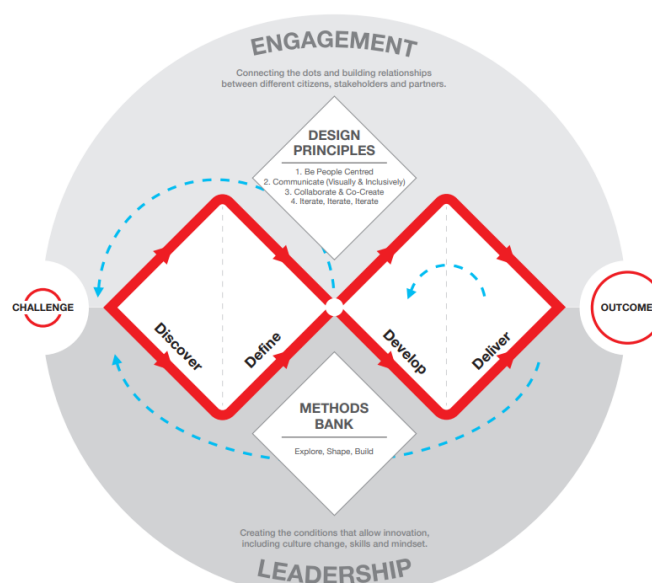 ENGAGEMENT
Connecting the dots and building relationships
between different citizens, stakeholders and partners.
DESIGN
PRINCIPLES
1. Be People Centred
2. Communicate (Visually & Inclusively)
3. Collaborate & Co-Create
4. Iterate, Iterate, Iterate
CHALLENGE
Discover
Define
Develop
Deliver
OUTCOME
METHODS
BANK
Explore, Shape, Build
Creating the conditions that allow innovation,
including culture change, skills and mindset.
LEADERSHIP